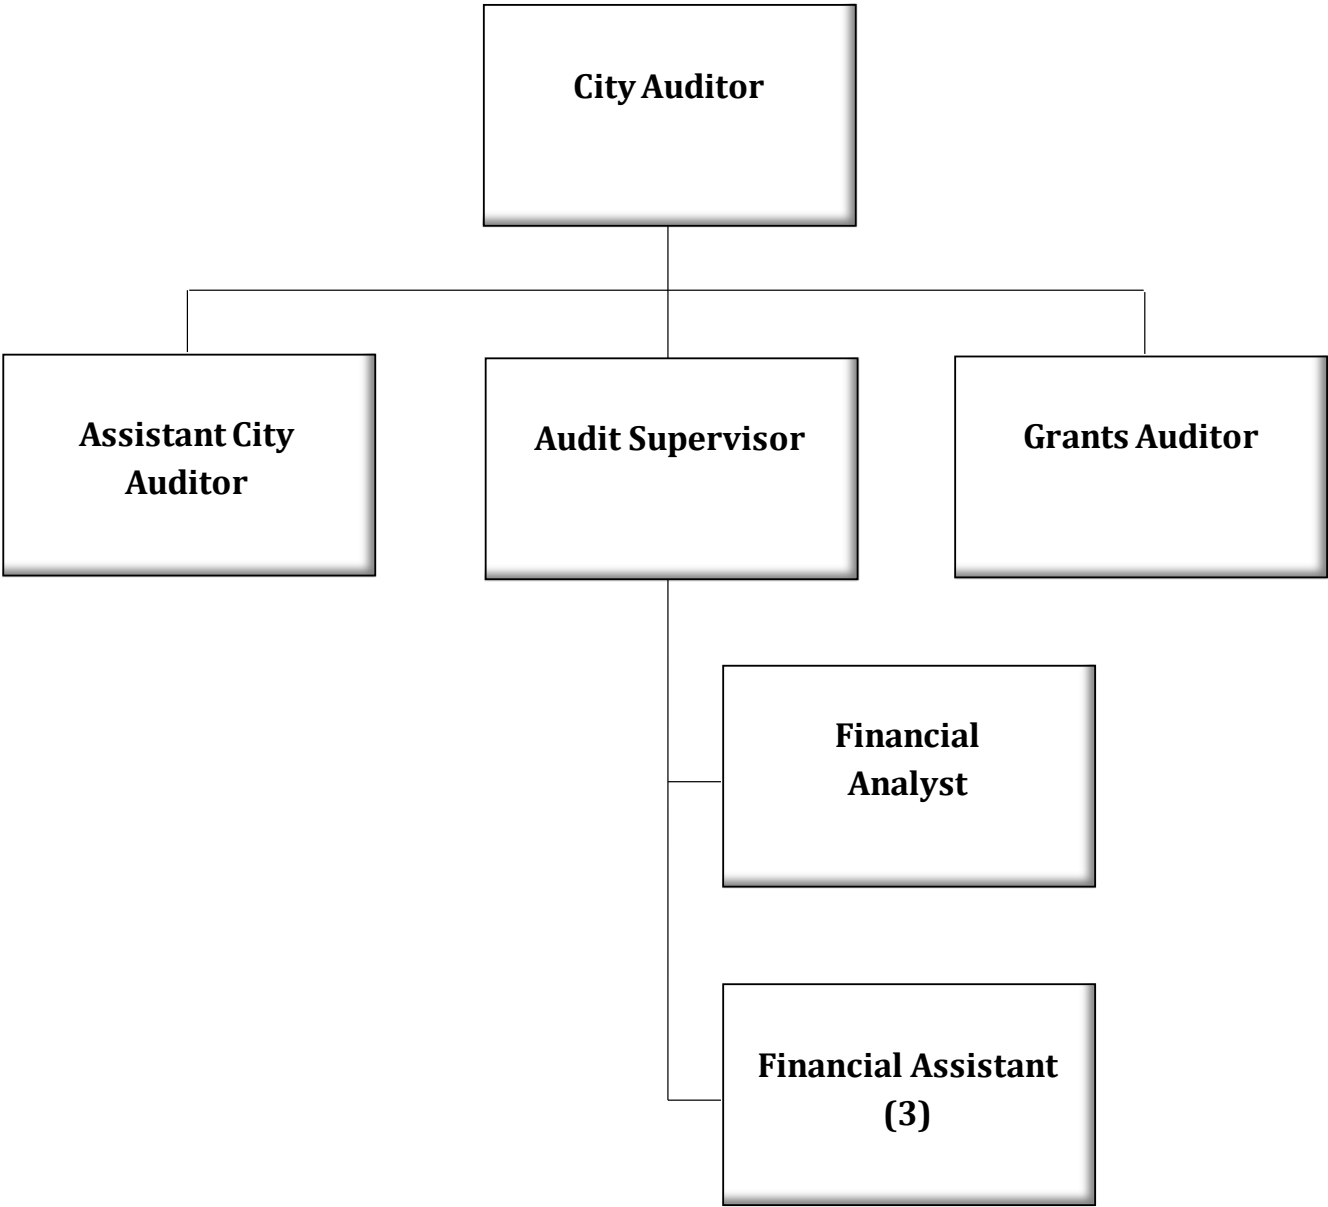 City Auditor
Assistant City
Auditor
Audit Supervisor
Grants Auditor
Financial
Analyst
Financial Assistant
(3)